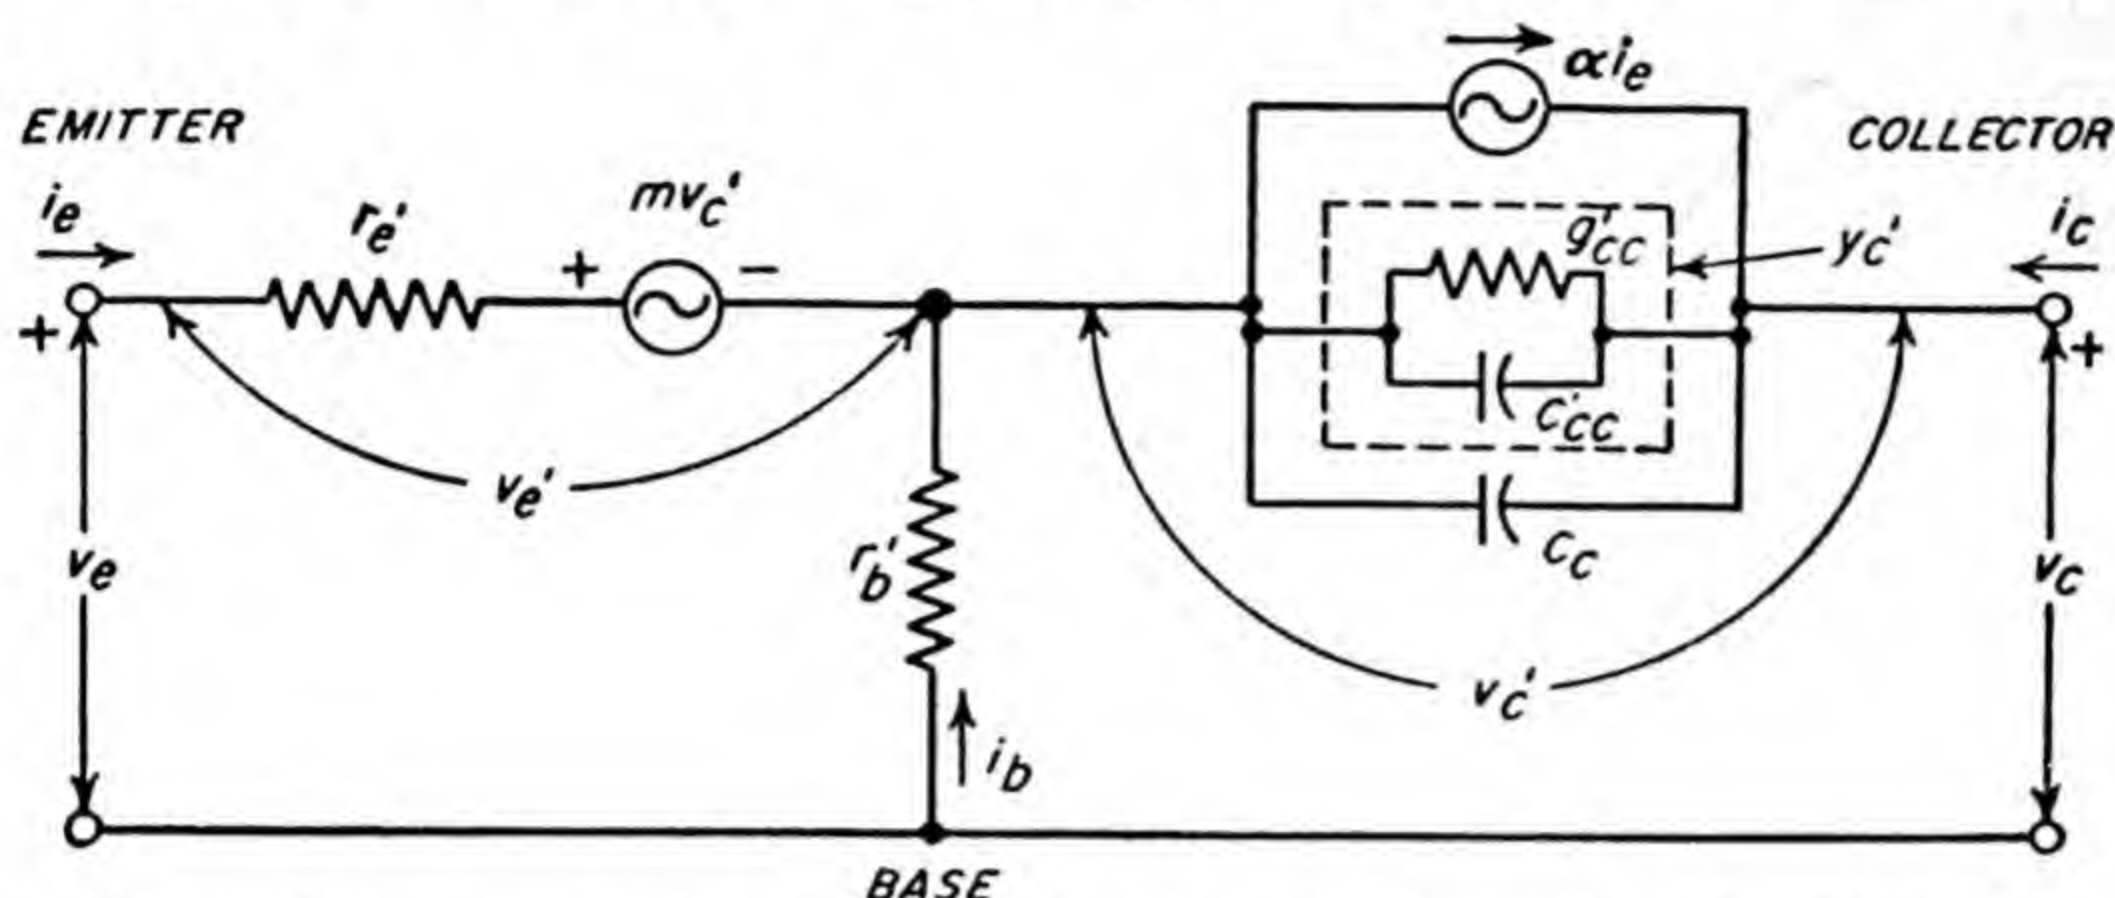 αie
EMITTER
COLLECTOR
ie
re'
mvc'
+
−
g'cc
yc'
ic
+
+
c'cc
ve'
cc
ve
r'b
vc
vc'
ib
BASE